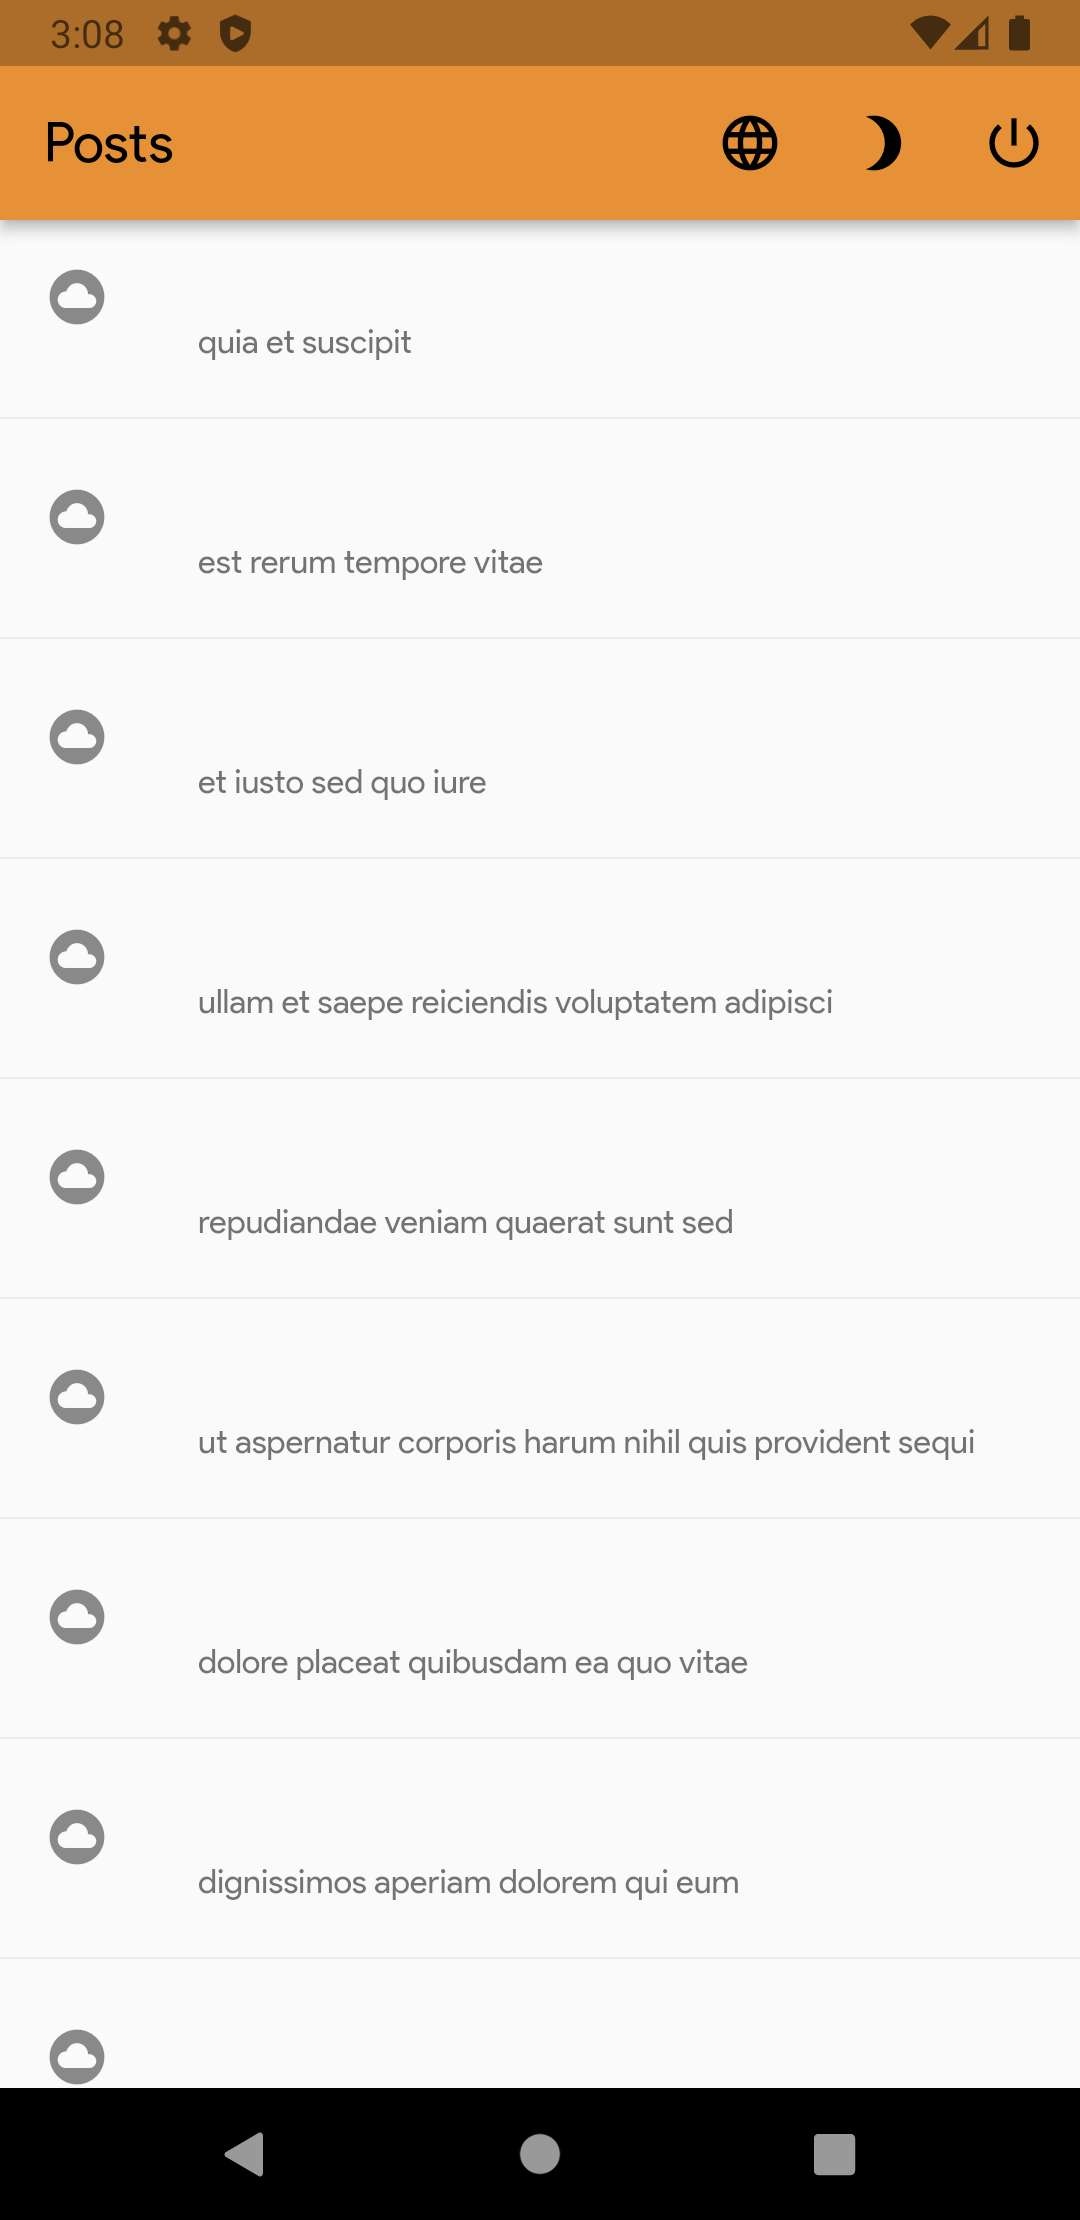 3:08
Posts
quia et suscipit
est rerum tempore vitae
et iusto sed quo iure
ullam et saepe reiciendis voluptatem adipisci
repudiandae veniam quaerat sunt sed
ut aspernatur corporis harum nihil quis provident sequi
dolore placeat quibusdam ea quo vitae
dignissimos aperiam dolorem qui eum